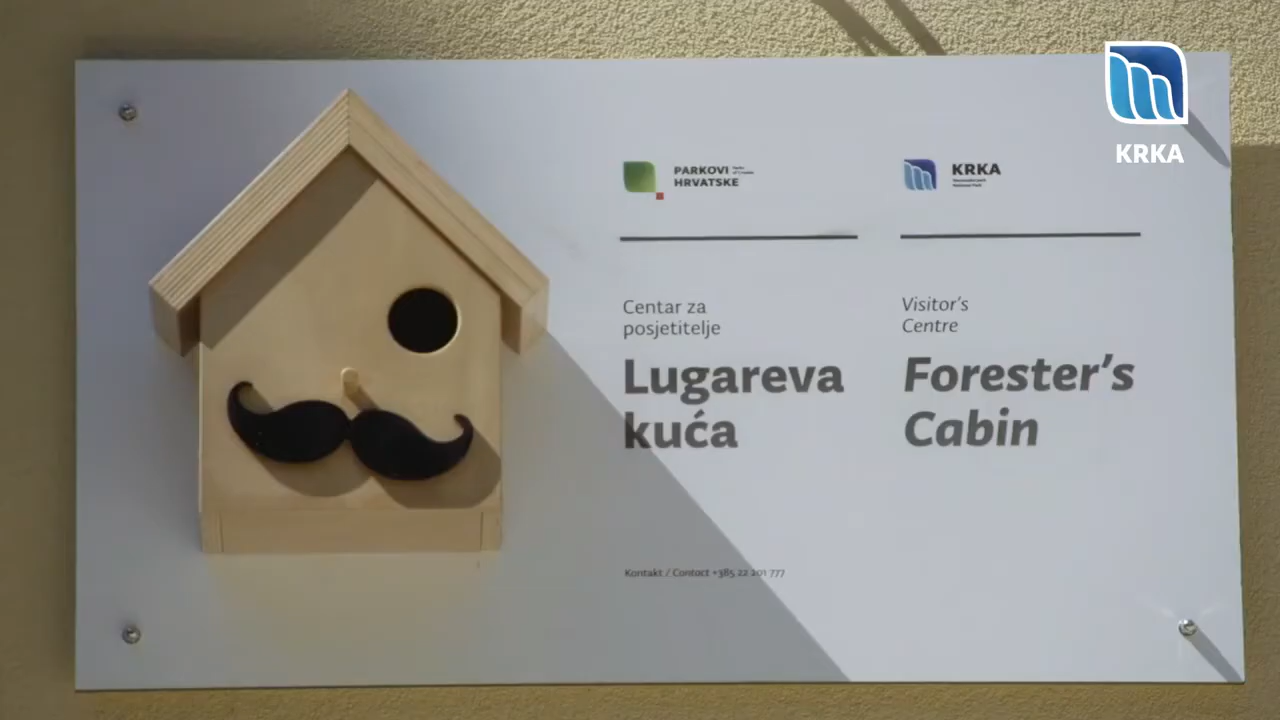 KRKA
PARKOVI
HRVATSKE
KRKA
Centar za
posjetitelje
Lugareva
kuća
Visitor's
Centre
Forester's
Cabin
Kontakt / Contact +385 22 201 777